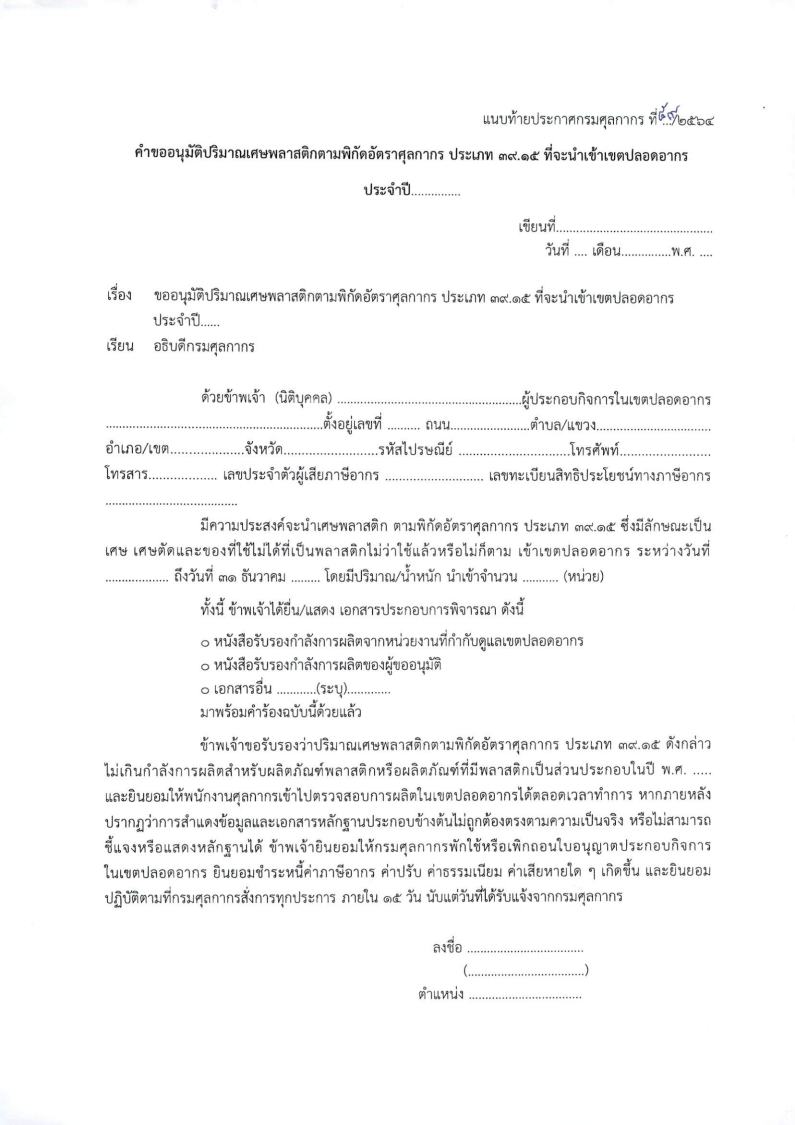 แนบท้ายประกาศกรมศุลกากร ที่.../๒๕๖๔
คำขออนุมัติปริมาณเศษพลาสติกตามพิกัดอัตราศุลกากร ประเภท ๓๙.๑๕ ที่จะนำเข้าเขตปลอดอากร
ประจำปี...............
เขียนที่...............................................
วันที่ .... เดือน...............พ.ศ. ....
เรื่อง ขออนุมัติปริมาณเศษพลาสติกตามพิกัดอัตราศุลกากร ประเภท ๓๙.๑๕ ที่จะนำเข้าเขตปลอดอากร
ประจำปี......
เรียน อธิบดีกรมศุลกากร
ด้วยข้าพเจ้า (นิติบุคคล) ........................................................ผู้ประกอบกิจการในเขตปลอดอากร
..................................................................ตั้งอยู่เลขที่ .......... ถนน........................ตำบล/แขวง...................................
อำเภอ/เขต......................จังหวัด.............................รหัสไปรษณีย์ ..................................โทรศัพท์............................
โทรสาร..................... เลขประจำตัวผู้เสียภาษีอากร .............................. เลขทะเบียนสิทธิประโยชน์ทางภาษีอากร
........................................
มีความประสงค์จะนำเศษพลาสติก ตามพิกัดอัตราศุลกากร ประเภท ๓๙.๑๕ ซึ่งมีลักษณะเป็น
เศษ เศษตัดและของที่ใช้ไม่ได้ที่เป็นพลาสติกไม่ว่าใช้แล้วหรือไม่ก็ตาม เข้าเขตปลอดอากร ระหว่างวันที่
................... ถึงวันที่ ๓๑ ธันวาคม ......... โดยมีปริมาณ/น้ำหนัก นำเข้าจำนวน ........... (หน่วย)
ทั้งนี้ ข้าพเจ้าได้ยื่น/แสดง เอกสารประกอบการพิจารณา ดังนี้
○ หนังสือรับรองกำลังการผลิตจากหน่วยงานที่กำกับดูแลเขตปลอดอากร
○ หนังสือรับรองกำลังการผลิตของผู้ขออนุมัติ
○ เอกสารอื่น ............(ระบุ).............
มาพร้อมคำร้องฉบับนี้ด้วยแล้ว
ข้าพเจ้าขอรับรองว่าปริมาณเศษพลาสติกตามพิกัดอัตราศุลกากร ประเภท ๓๙.๑๕ ดังกล่าว
ไม่เกินกำลังการผลิตสำหรับผลิตภัณฑ์พลาสติกหรือผลิตภัณฑ์ที่มีพลาสติกเป็นส่วนประกอบในปี พ.ศ. .....
และยินยอมให้พนักงานศุลกากรเข้าไปตรวจสอบการผลิตในเขตปลอดอากรได้ตลอดเวลาทำการ หากภายหลัง
ปรากฏว่าการสำแดงข้อมูลและเอกสารหลักฐานประกอบข้างต้นไม่ถูกต้องตรงตามความเป็นจริง หรือไม่สามารถ
ชี้แจงหรือแสดงหลักฐานได้ ข้าพเจ้ายินยอมให้กรมศุลกากรพักใช้หรือเพิกถอนใบอนุญาตประกอบกิจการ
ในเขตปลอดอากร ยินยอมชำระหนี้ค่าภาษีอากร ค่าปรับ ค่าธรรมเนียม ค่าเสียหายใด ๆ เกิดขึ้น และยินยอม
ปฏิบัติตามที่กรมศุลกากรสั่งการทุกประการ ภายใน ๑๕ วัน นับแต่วันที่ได้รับแจ้งจากกรมศุลกากร
ลงชื่อ ...................................
(...................................)
ตำแหน่ง ..................................